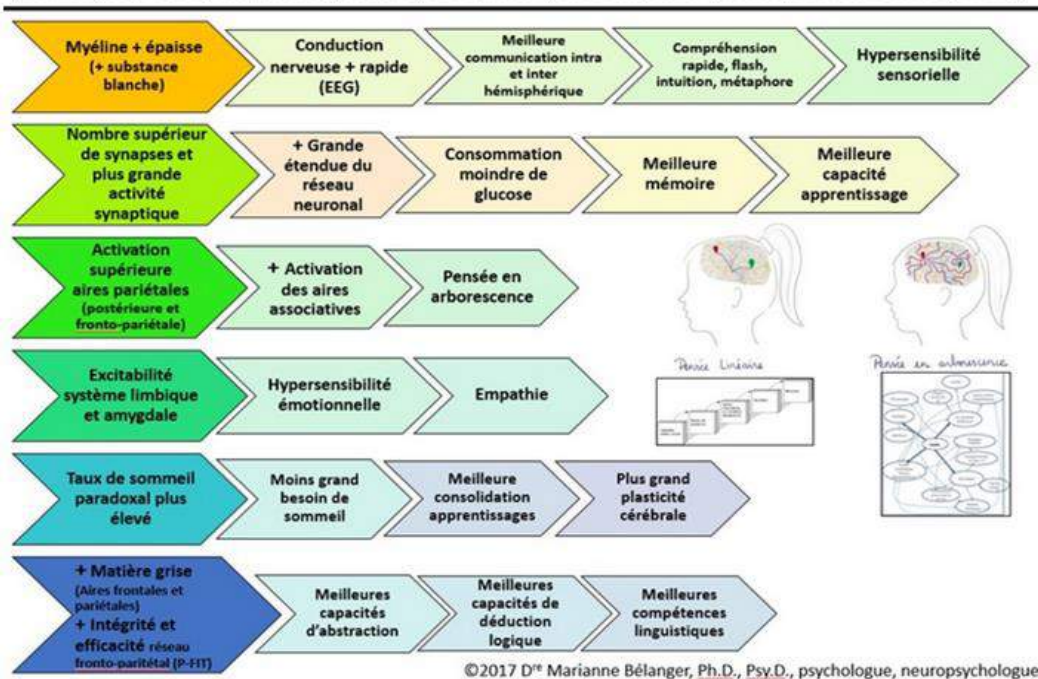 Myéline + épaisse
(+ substance
blanche)
Conduction
nerveuse + rapide
(EEG)
Meilleure
communication intra
et inter
hémisphérique
Compréhension
rapide, flash,
intuition, métaphore
Hypersensibilité
sensorielle
Nombre supérieur
de synapses et
plus grande
activité
synaptique
+ Grande
étendue du
réseau
neuronal
Consommation
moindre de
glucose
Meilleure
mémoire
Meilleure
capacité
apprentissage
Activation
supérieure
aires pariétales
(postérieure et
fronto-pariétale)
+ Activation
des aires
associatives
Pensée en
arborescence
Pensée Linéaire
Pensée en arborescence
Excitabilité
système limbique
et amygdale
Hypersensibilité
émotionnelle
Empathie
Taux de sommeil
paradoxal plus
élevé
Moins grand
besoin de
sommeil
Meilleure
consolidation
apprentissages
Plus grand
plasticité
cérébrale
+ Matière grise
(Aires frontales et
pariétales)
+ Intégrité et
efficacité réseau
fronto-paritétal (P-FIT)
Meilleures
capacités
d'abstraction
Meilleures
capacités de
déduction
logique
Meilleures
compétences
linguistiques
©2017 Dre Marianne Bélanger, Ph.D., Psy.D., psychologue, neuropsychologue